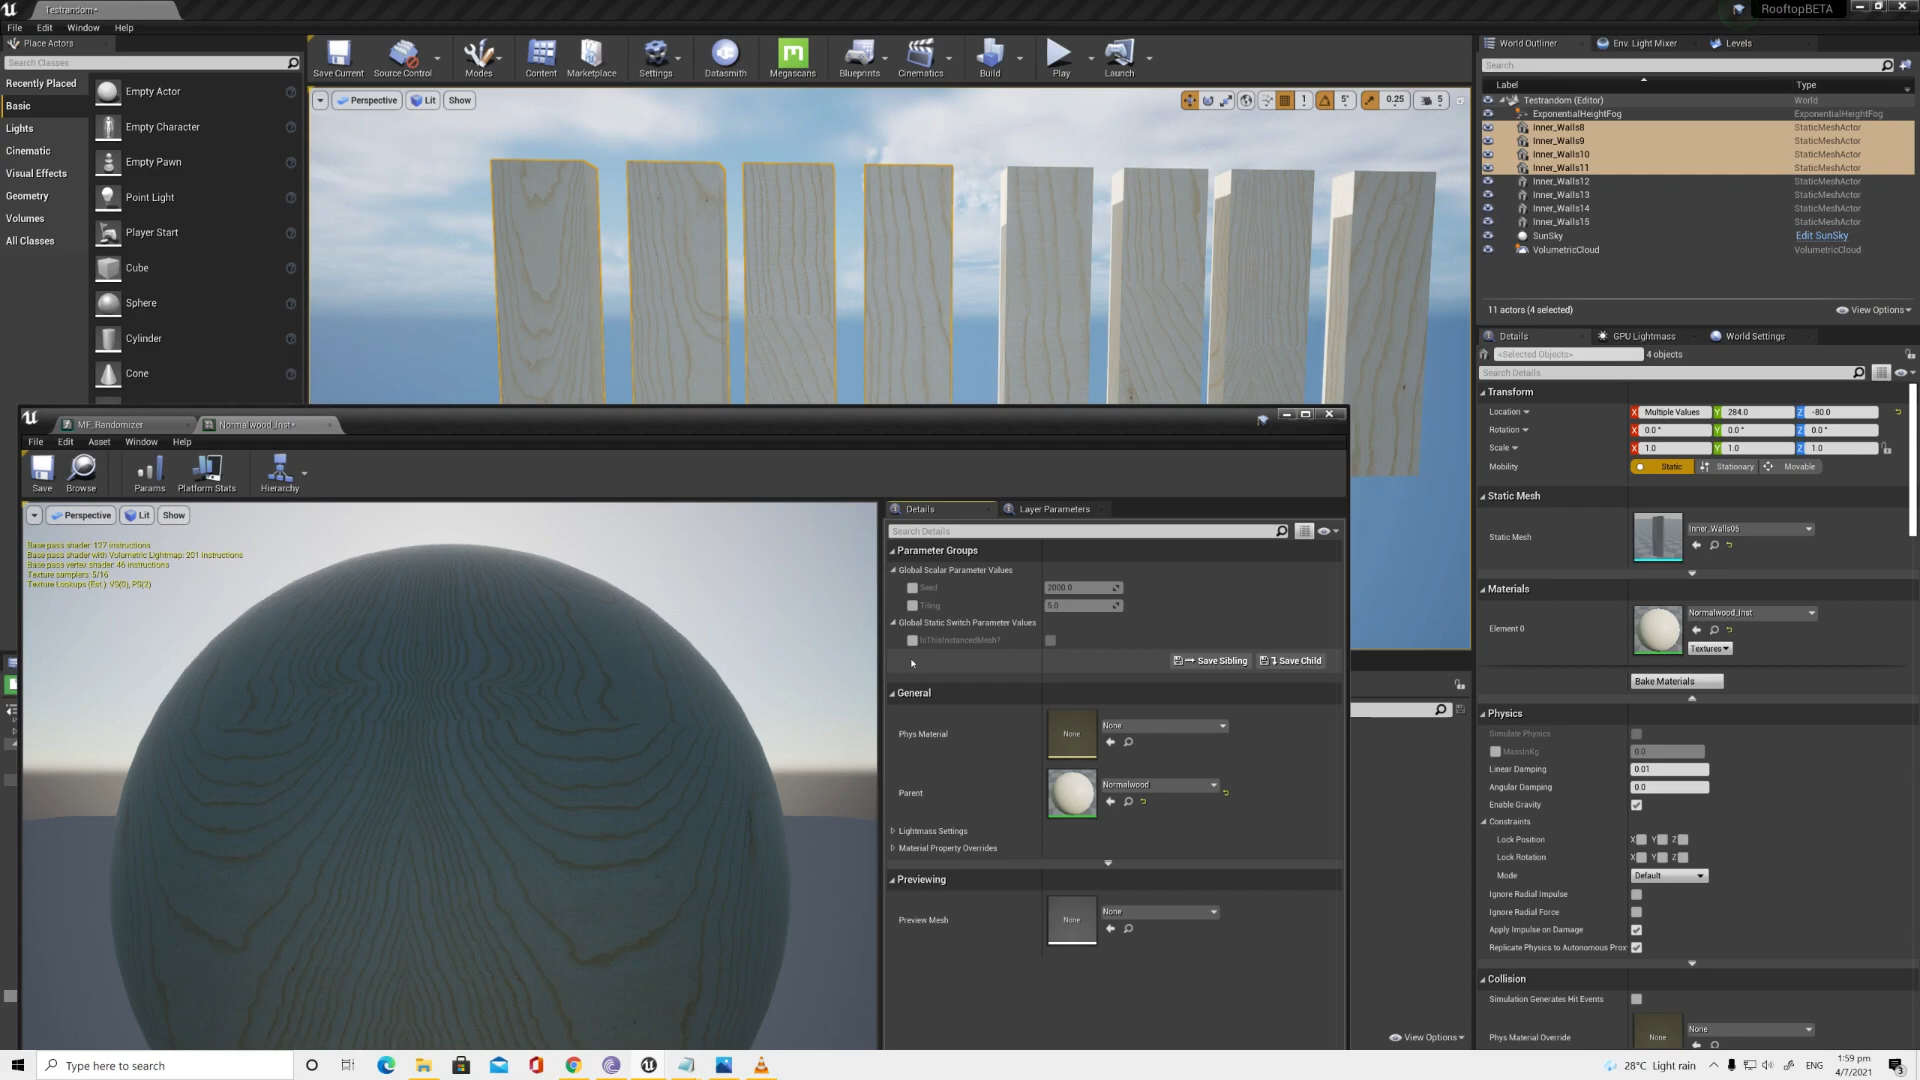 Testrandom•
RooftopBETA
File Edit Window Help
Place Actors
Search Classes
Recently Placed
Basic
Lights
Cinematic
Visual Effects
Geometry
Volumes
All Classes
Empty Actor
Empty Character
Empty Pawn
Point Light
Player Start
Cube
Sphere
Cylinder
Cone
Save Current
Source Control
Modes
Content
Marketplace
Settings
Datasmith
Megascans
Blueprints
Cinematics
Build
Play
Launch
Perspective Lit Show
1 5° 0.25 5
World Outliner Env. Light Mixer Levels
Search...
Label Type
Testrandom (Editor) World
ExponentialHeightFog ExponentialHeightFog
Inner_Walls8 StaticMeshActor
Inner_Walls9 StaticMeshActor
Inner_Walls10 StaticMeshActor
Inner_Walls11 StaticMeshActor
Inner_Walls12 StaticMeshActor
Inner_Walls13 StaticMeshActor
Inner_Walls14 StaticMeshActor
Inner_Walls15 StaticMeshActor
SunSky Edit SunSky
VolumetricCloud VolumetricCloud
11 actors (4 selected) View Options
Details GPU Lightmass World Settings
<Selected Objects> 4 objects
Search Details
Transform
Location X Multiple Values Y 284.0 Z -80.0
Rotation X 0.0 ° Y 0.0 ° Z 0.0 °
Scale X 1.0 Y 1.0 Z 1.0
Mobility Static Stationary Movable
Static Mesh
Static Mesh Inner_Walls05
Materials
Element 0 Normalwood_Inst
Textures
Bake Materials
Physics
Simulate Physics
MassInKg 0.0
Linear Damping 0.01
Angular Damping 0.0
Enable Gravity
Constraints
Lock Position X Y Z
Lock Rotation X Y Z
Mode Default
Ignore Radial Impulse
Ignore Radial Force
Apply Impulse on Damage
Replicate Physics to Autonomous Prox
Collision
Simulation Generates Hit Events
Phys Material Override None None
MF_Randomizer Normalwood_Inst•
File Edit Asset Window Help
Save Browse Params Platform Stats Hierarchy
Perspective Lit Show
Base pass shader: 127 instructions
Base pass shader with Volumetric Lightmap: 201 instructions
Base pass vertex shader: 46 instructions
Texture samplers: 5/16
Texture Lookups (Est.): VS(0), PS(2)
Details Layer Parameters
Search Details
Parameter Groups
Global Scalar Parameter Values
Seed 2000.0
Tiling 5.0
Global Static Switch Parameter Values
IsThisInstancedMesh?
Save Sibling Save Child
General
Phys Material None None
Parent Normalwood
Lightmass Settings
Material Property Overrides
Previewing
Preview Mesh None None
View Options
Type here to search
28°C Light rain ENG 1:59 pm
4/7/2021
3